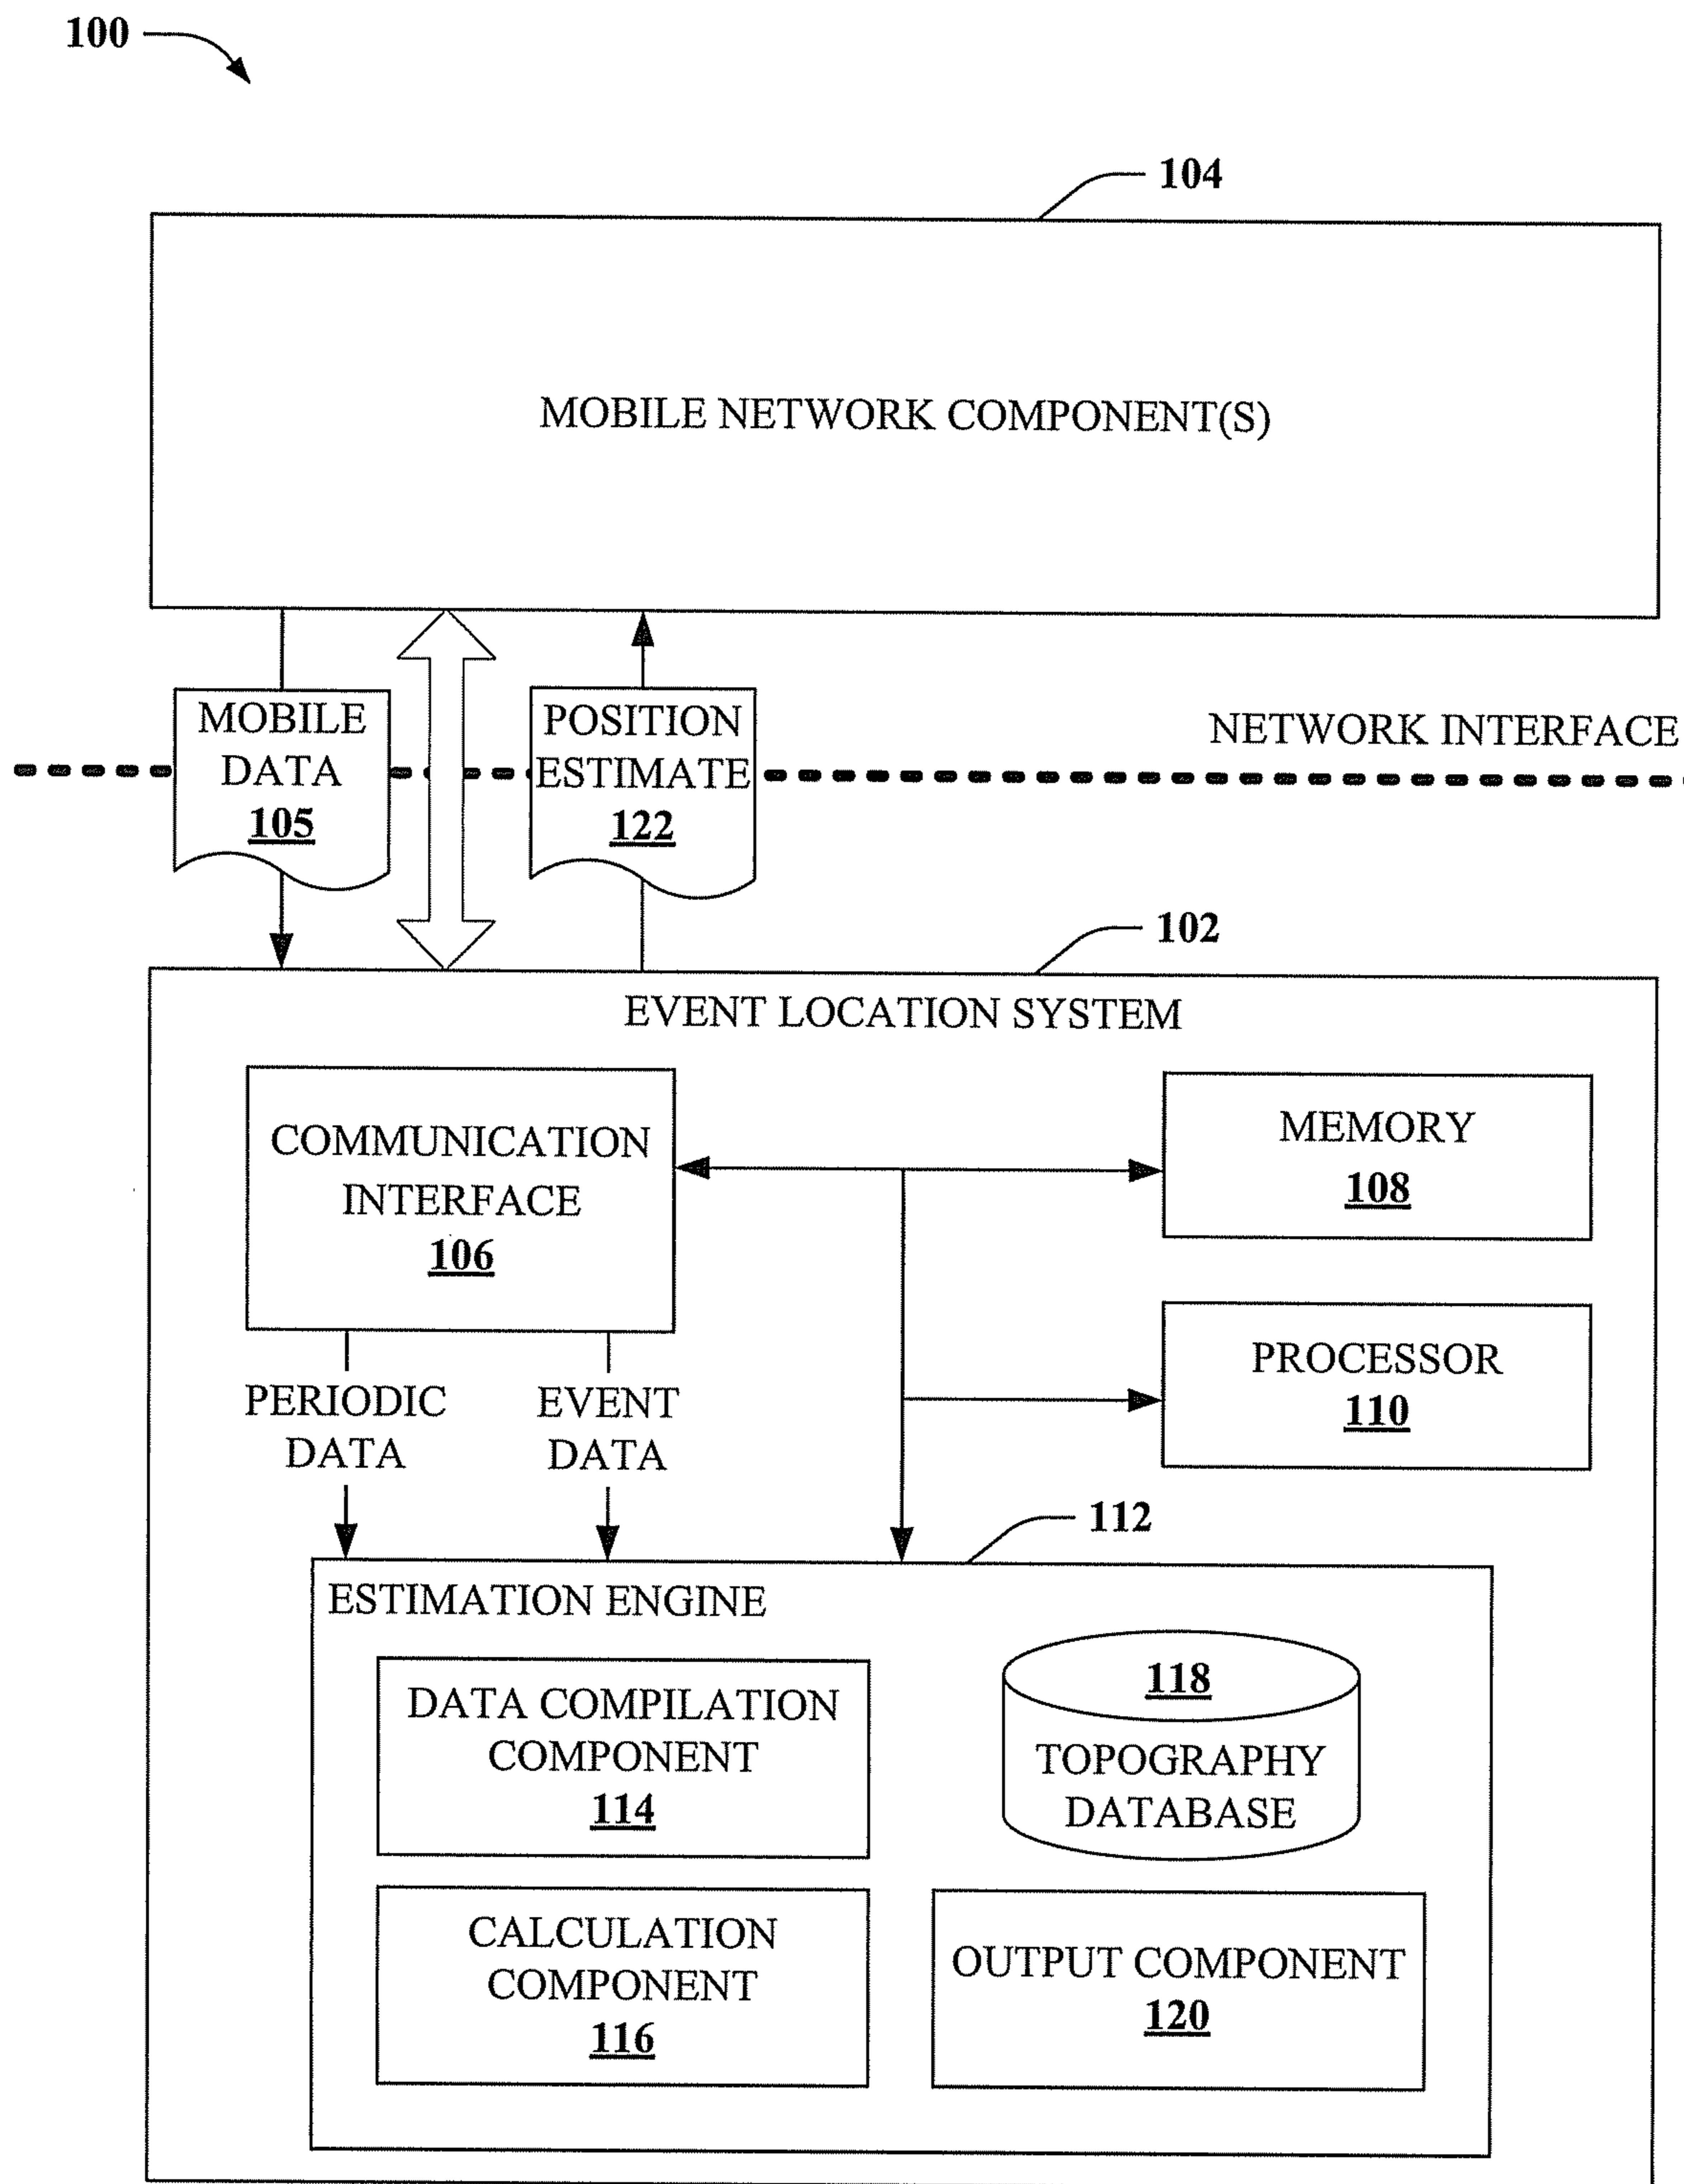 100
104
MOBILE NETWORK COMPONENT(S)
MOBILE
DATA
105
POSITION
ESTIMATE
122
NETWORK INTERFACE
102
EVENT LOCATION SYSTEM
COMMUNICATION
INTERFACE
106
MEMORY
108
PROCESSOR
110
PERIODIC
DATA
EVENT
DATA
112
ESTIMATION ENGINE
DATA COMPILATION
COMPONENT
114
118
TOPOGRAPHY
DATABASE
CALCULATION
COMPONENT
116
OUTPUT COMPONENT
120